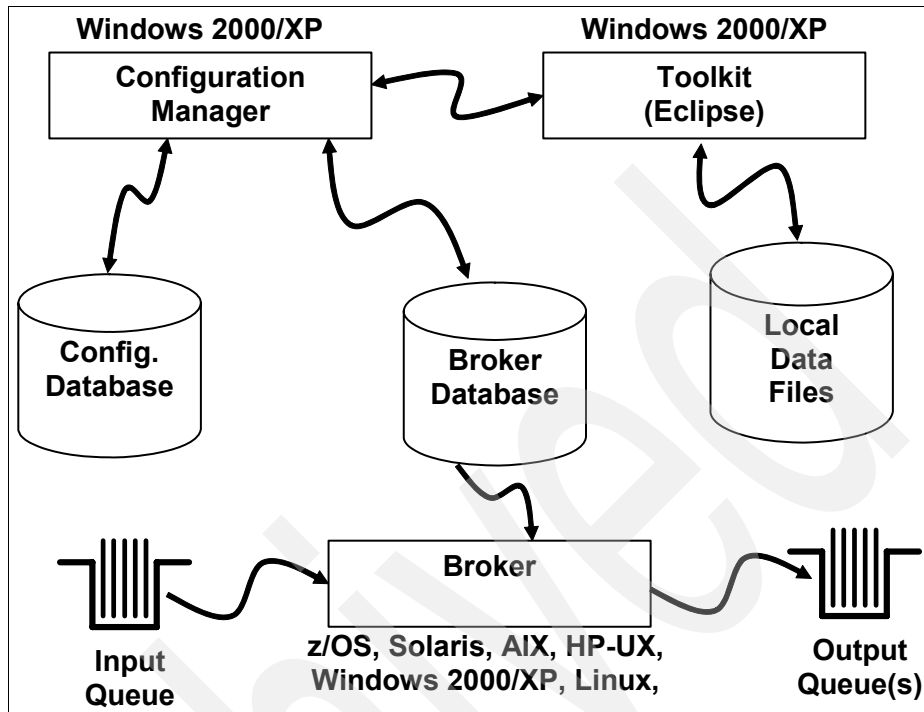 Windows 2000/XP
Windows 2000/XP
Configuration
Manager
Toolkit
(Eclipse)
Config.
Database
Broker
Database
Local
Data
Files
Broker
z/OS, Solaris, AIX, HP-UX,
Windows 2000/XP, Linux,
Input
Queue
Output
Queue(s)
hived